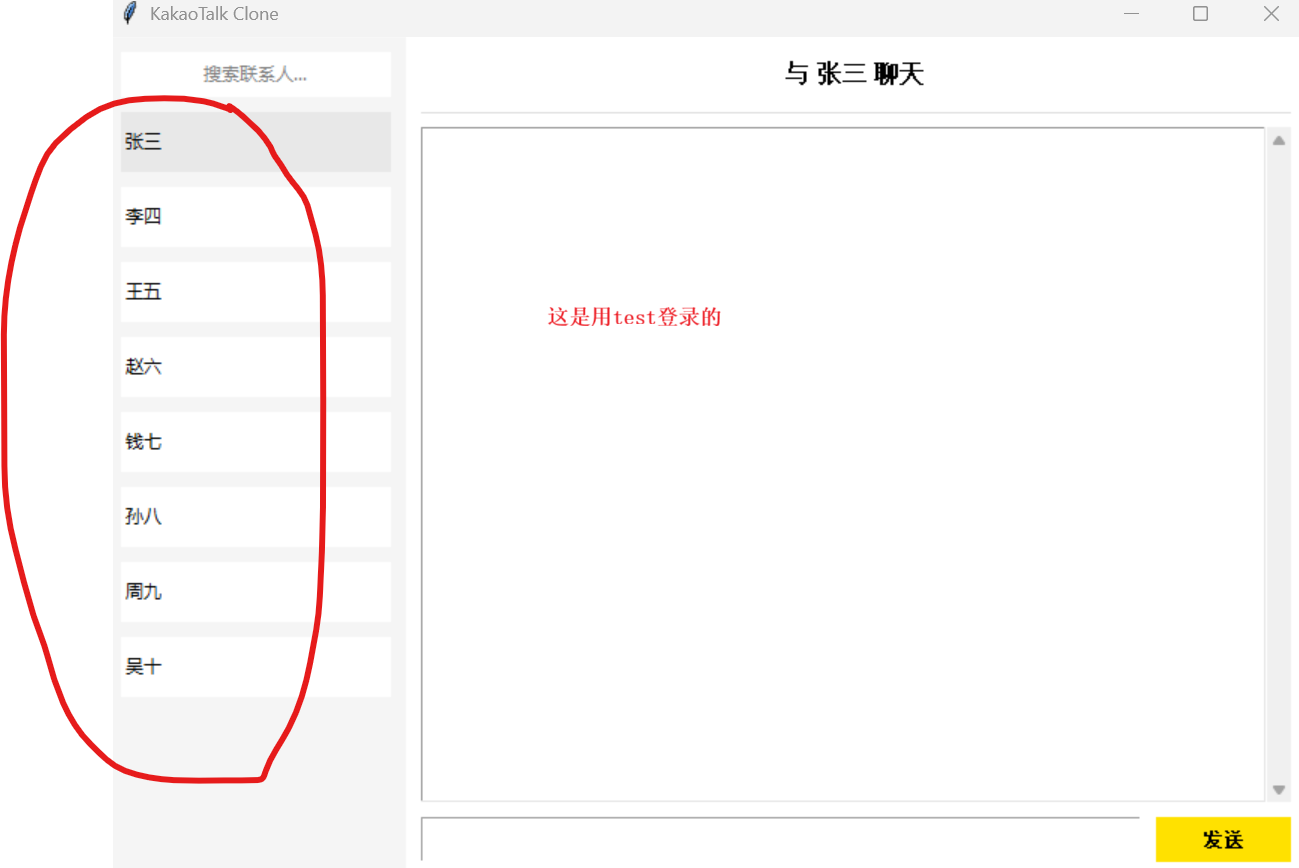 KakaoTalk Clone
搜索联系人...
张三
李四
王五
赵六
钱七
孙八
周九
吴十
与 张三 聊天
这是用test登录的
发送